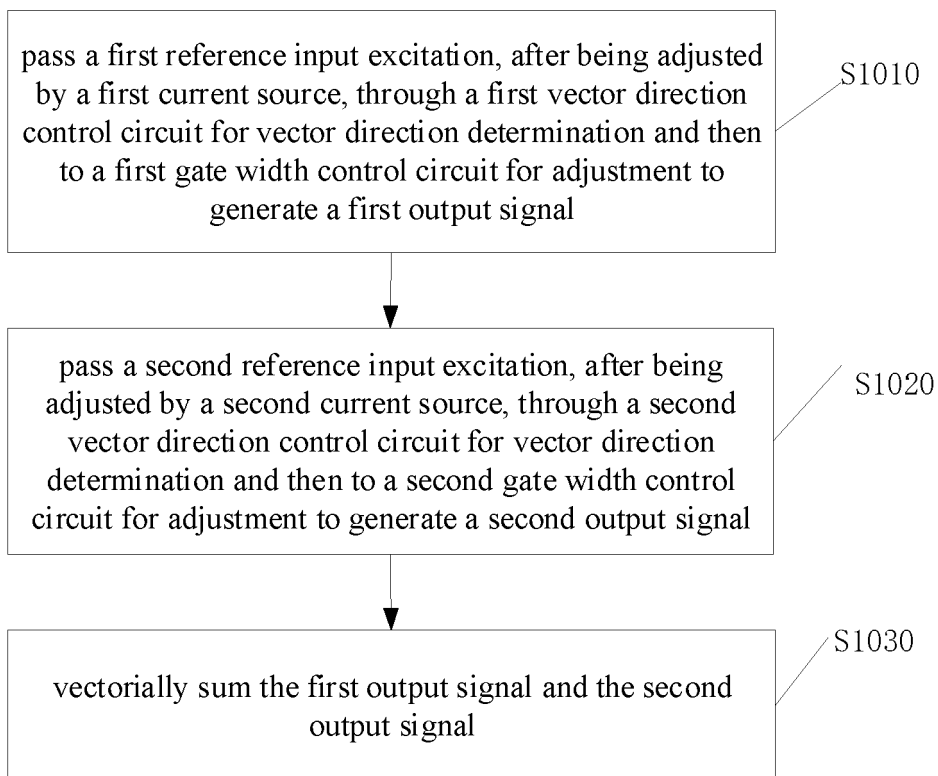 pass a first reference input excitation, after being adjusted
by a first current source, through a first vector direction
control circuit for vector direction determination and then
to a first gate width control circuit for adjustment to
generate a first output signal
S1010
pass a second reference input excitation, after being
adjusted by a second current source, through a second
vector direction control circuit for vector direction
determination and then to a second gate width control
circuit for adjustment to generate a second output signal
S1020
vectorially sum the first output signal and the second
output signal
S1030